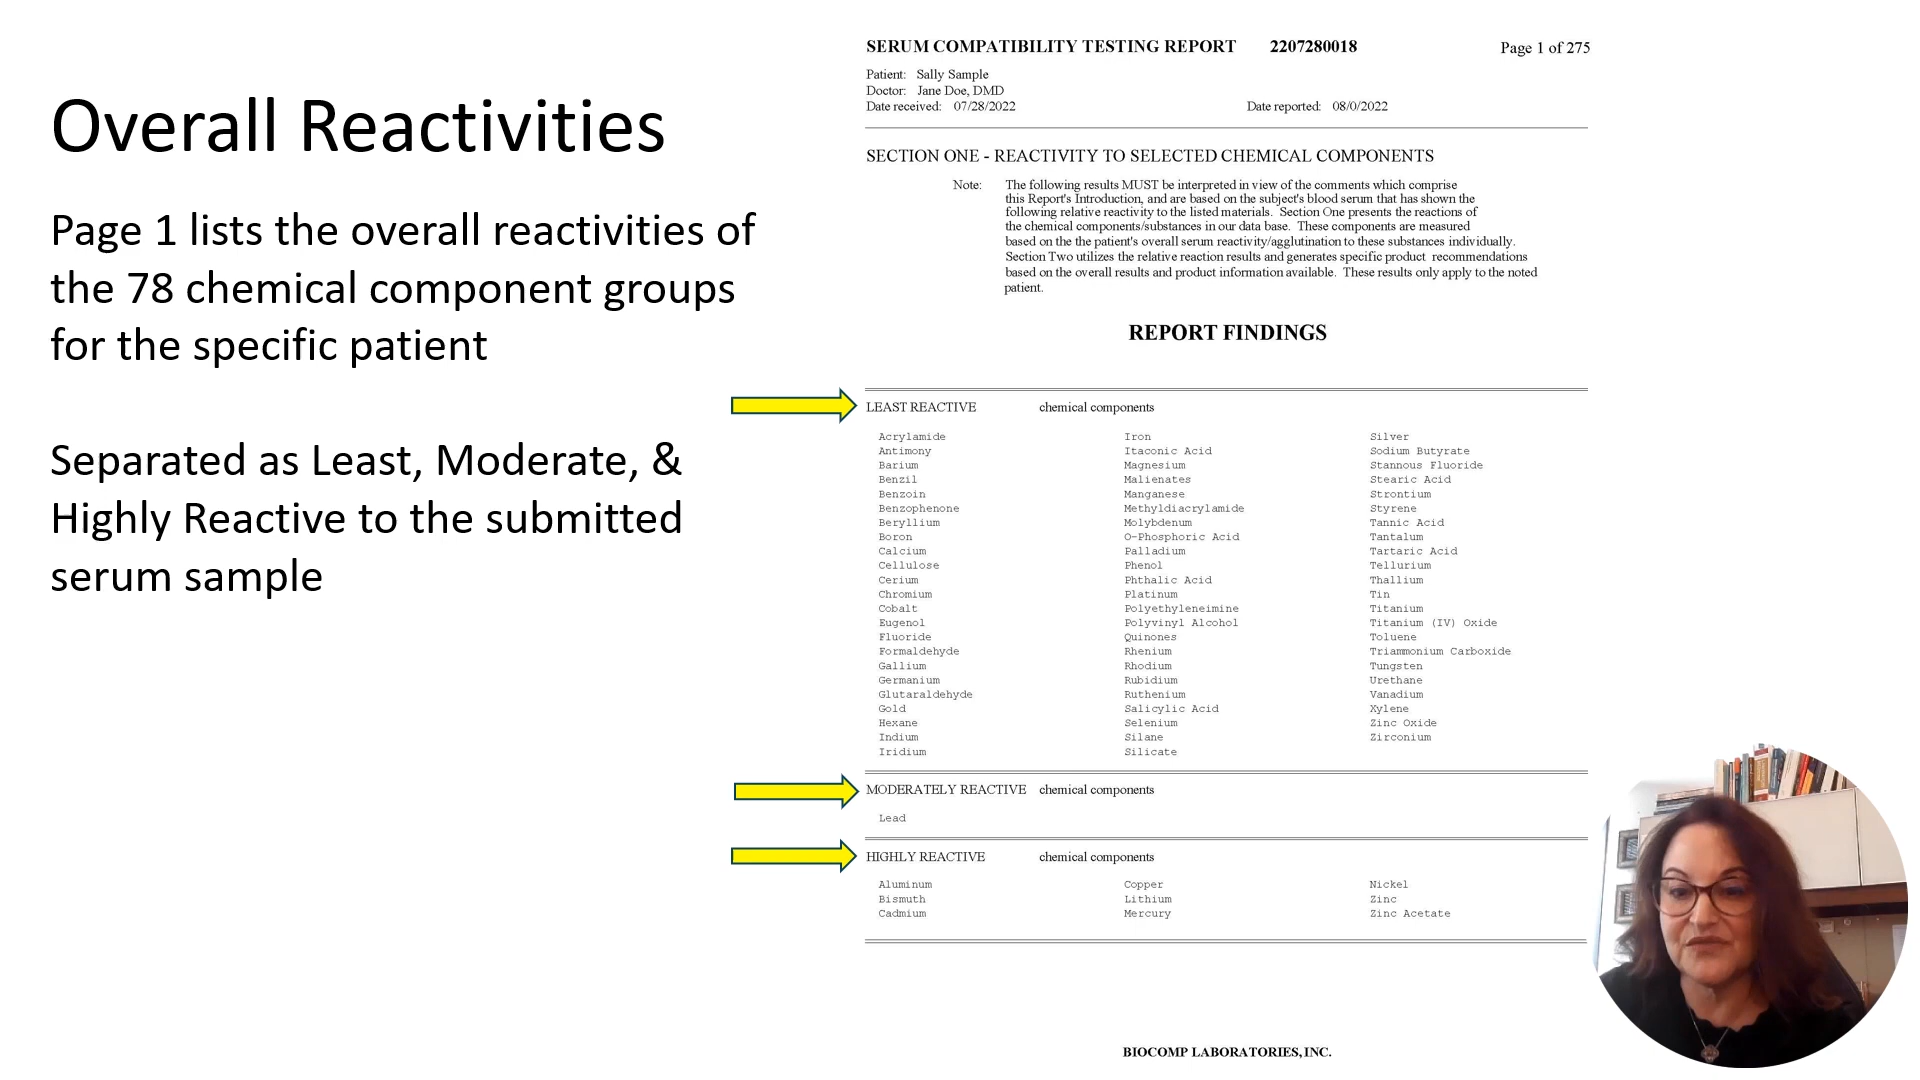 Overall Reactivities
Page 1 lists the overall reactivities of
the 78 chemical component groups
for the specific patient
Separated as Least, Moderate, &
Highly Reactive to the submitted
serum sample
SERUM COMPATIBILITY TESTING REPORT 2207280018 Page 1 of 275
Patient: Sally Sample
Doctor: Jane Doe, DMD
Date received: 07/28/2022 Date reported: 08/0/2022
SECTION ONE - REACTIVITY TO SELECTED CHEMICAL COMPONENTS
Note: The following results MUST be interpreted in view of the comments which comprise
this Report's Introduction, and are based on the subject's blood serum that has shown the
following relative reactivity to the listed materials. Section One presents the reactions of
the chemical components/substances in our data base. These components are measured
based on the the patient's overall serum reactivity/agglutination to these substances individually.
Section Two utilizes the relative reaction results and generates specific product recommendations
based on the overall results and product information available. These results only apply to the noted
patient.
REPORT FINDINGS
LEAST REACTIVE chemical components
Acrylamide Iron Silver
Antimony Itaconic Acid Sodium Butyrate
Barium Magnesium Stannous Fluoride
Benzil Malienates Stearic Acid
Benzoin Manganese Strontium
Benzophenone Methyldiacrylamide Styrene
Beryllium Molybdenum Tannic Acid
Boron O-Phosphoric Acid Tantalum
Calcium Palladium Tartaric Acid
Cellulose Phenol Tellurium
Cerium Phthalic Acid Thallium
Chromium Platinum Tin
Cobalt Polyethyleneimine Titanium
Eugenol Polyvinyl Alcohol Titanium (IV) Oxide
Fluoride Quinones Toluene
Formaldehyde Rhenium Triammonium Carboxide
Gallium Rhodium Tungsten
Germanium Rubidium Urethane
Glutaraldehyde Ruthenium Vanadium
Gold Salicylic Acid Xylene
Hexane Selenium Zinc Oxide
Indium Silane Zirconium
Iridium Silicate
MODERATELY REACTIVE chemical components
Lead
HIGHLY REACTIVE chemical components
Aluminum Copper Nickel
Bismuth Lithium Zinc
Cadmium Mercury Zinc Acetate
BIOCOMP LABORATORIES, INC.